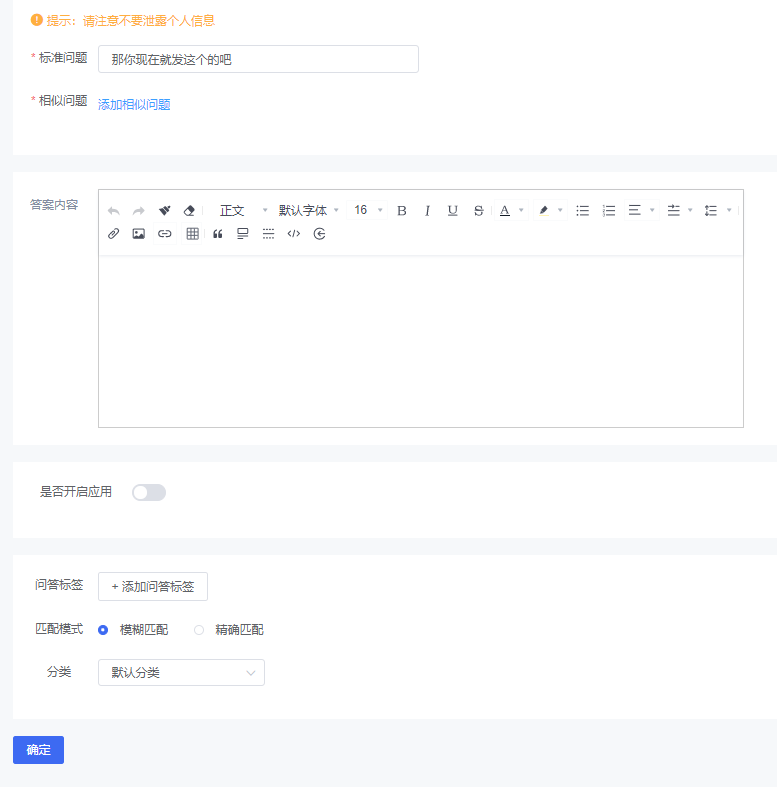 提示：请注意不要泄露个人信息
* 标准问题 那你现在就发这个的吧
* 相似问题 添加相似问题
答案内容
正文 默认字体 16 B I U S A
是否开启应用
问答标签 + 添加问答标签
匹配模式 模糊匹配 精确匹配
分类 默认分类
确定